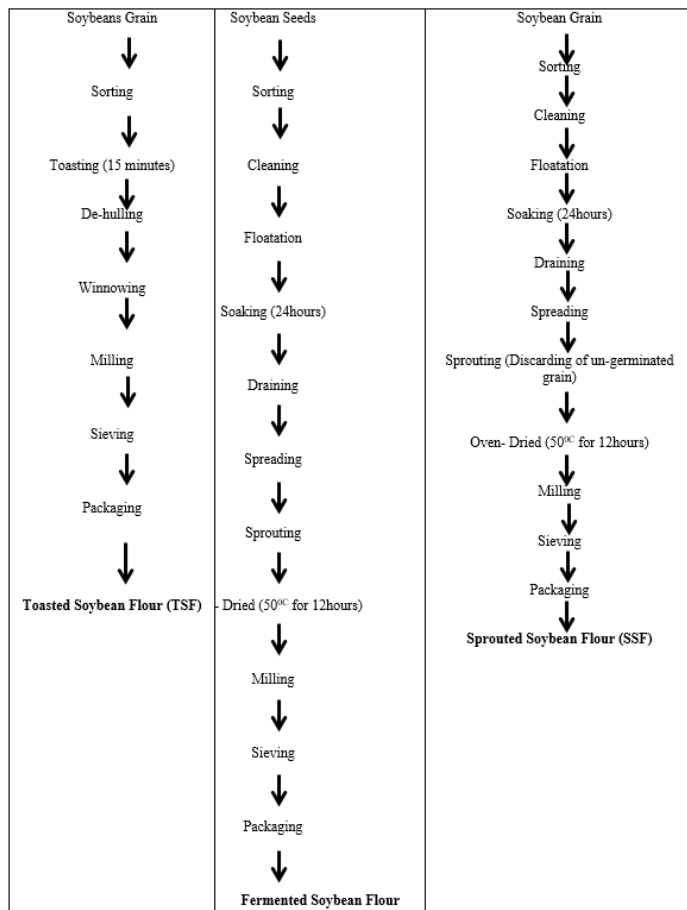 Soybeans Grain
Sorting
Toasting (15 minutes)
De-hulling
Winnowing
Milling
Sieving
Packaging
Toasted Soybean Flour (TSF)
Soybean Seeds
Sorting
Cleaning
Floatation
Soaking (24hours)
Draining
Spreading
Sprouting
- Dried (50⁰ᶜ for 12hours)
Milling
Sieving
Packaging
Fermented Soybean Flour
Soybean Grain
Sorting
Cleaning
Floatation
Soaking (24hours)
Draining
Spreading
Sprouting (Discarding of un-germinated
grain)
Oven- Dried (50⁰ᶜ for 12hours)
Milling
Sieving
Packaging
Sprouted Soybean Flour (SSF)